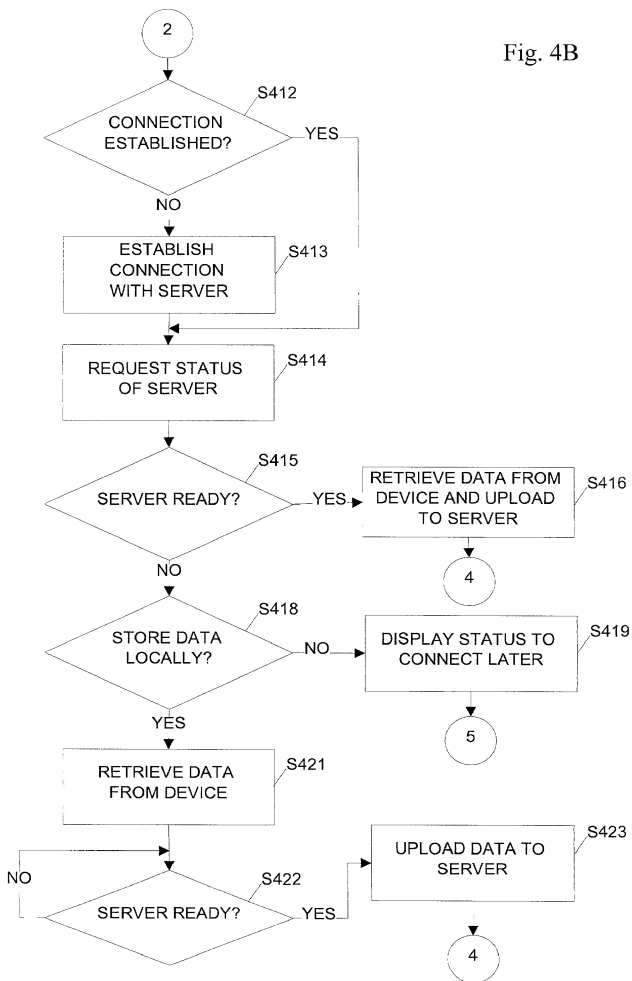 2
Fig. 4B
S412
CONNECTION
ESTABLISHED?
YES
NO
S413
ESTABLISH
CONNECTION
WITH SERVER
S414
REQUEST STATUS
OF SERVER
S415
SERVER READY?
YES
RETRIEVE DATA FROM
DEVICE AND UPLOAD
TO SERVER
S416
4
NO
S418
STORE DATA
LOCALLY?
NO
DISPLAY STATUS TO
CONNECT LATER
S419
5
YES
S421
RETRIEVE DATA
FROM DEVICE
NO
S422
SERVER READY?
YES
UPLOAD DATA TO
SERVER
S423
4